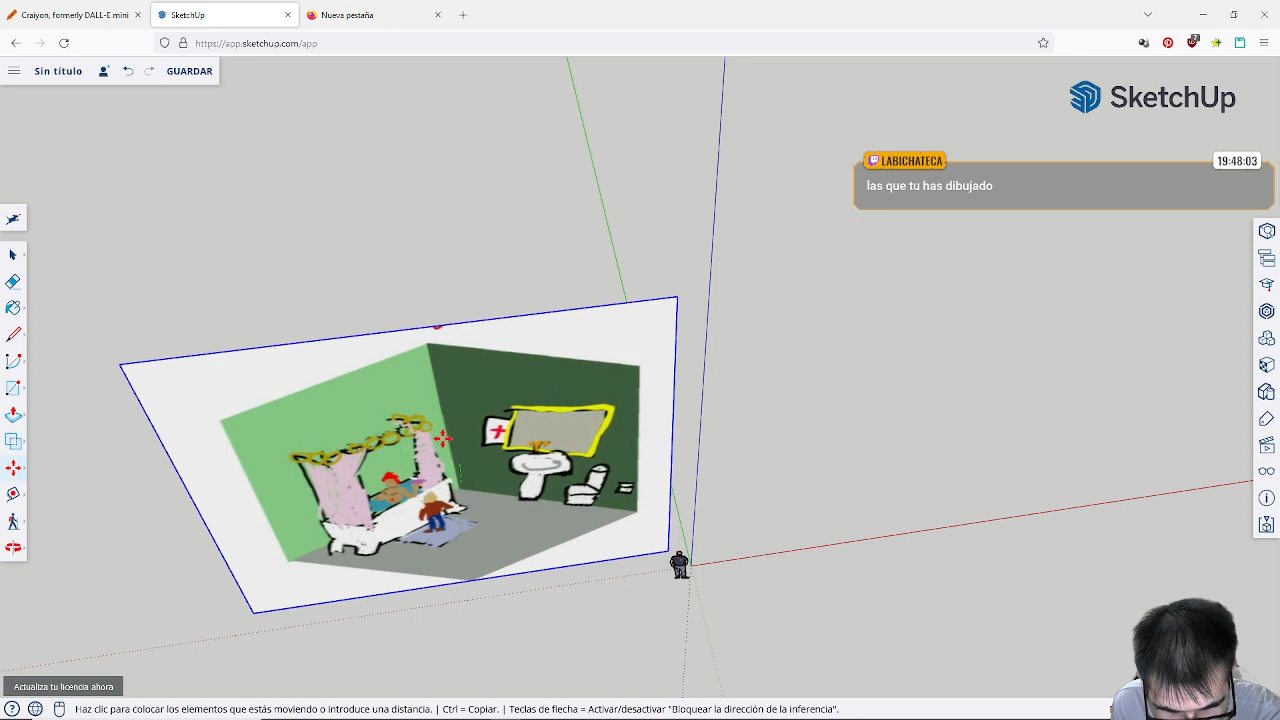 Crayon, formerly DALL-E mini
SketchUp
Nueva pestaña
https://app.sketchup.com/app
7
Sin título
GUARDAR
SketchUp
LABICHATECA
19:48:03
las que tu has dibujado
Actualiza tu licencia ahora
Haz clic para colocar los elementos que estás moviendo o introduce una distancia. | Ctrl = Copiar. | Teclas de flecha = Activar/desactivar "Bloquear la dirección de la inferencia".